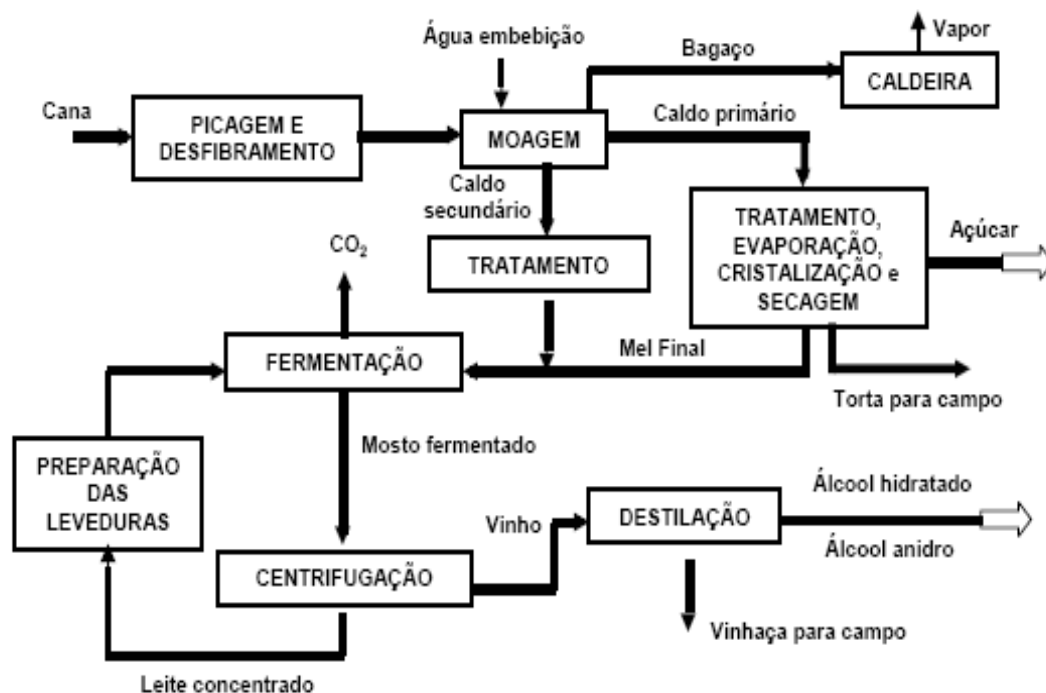 Água embebição
Bagaço
Vapor
CALDEIRA
Cana
PICAGEM E
DESFIBRAMENTO
MOAGEM
Caldo primário
Caldo
secundário
TRATAMENTO
TRATAMENTO,
EVAPORAÇÃO,
CRISTALIZAÇÃO e
SECAGEM
Açúcar
CO₂
FERMENTAÇÃO
Mel Final
Torta para campo
Mosto fermentado
PREPARAÇÃO
DAS
LEVEDURAS
CENTRIFUGAÇÃO
Vinho
DESTILAÇÃO
Álcool hidratado
Álcool anidro
Vinhaça para campo
Leite concentrado